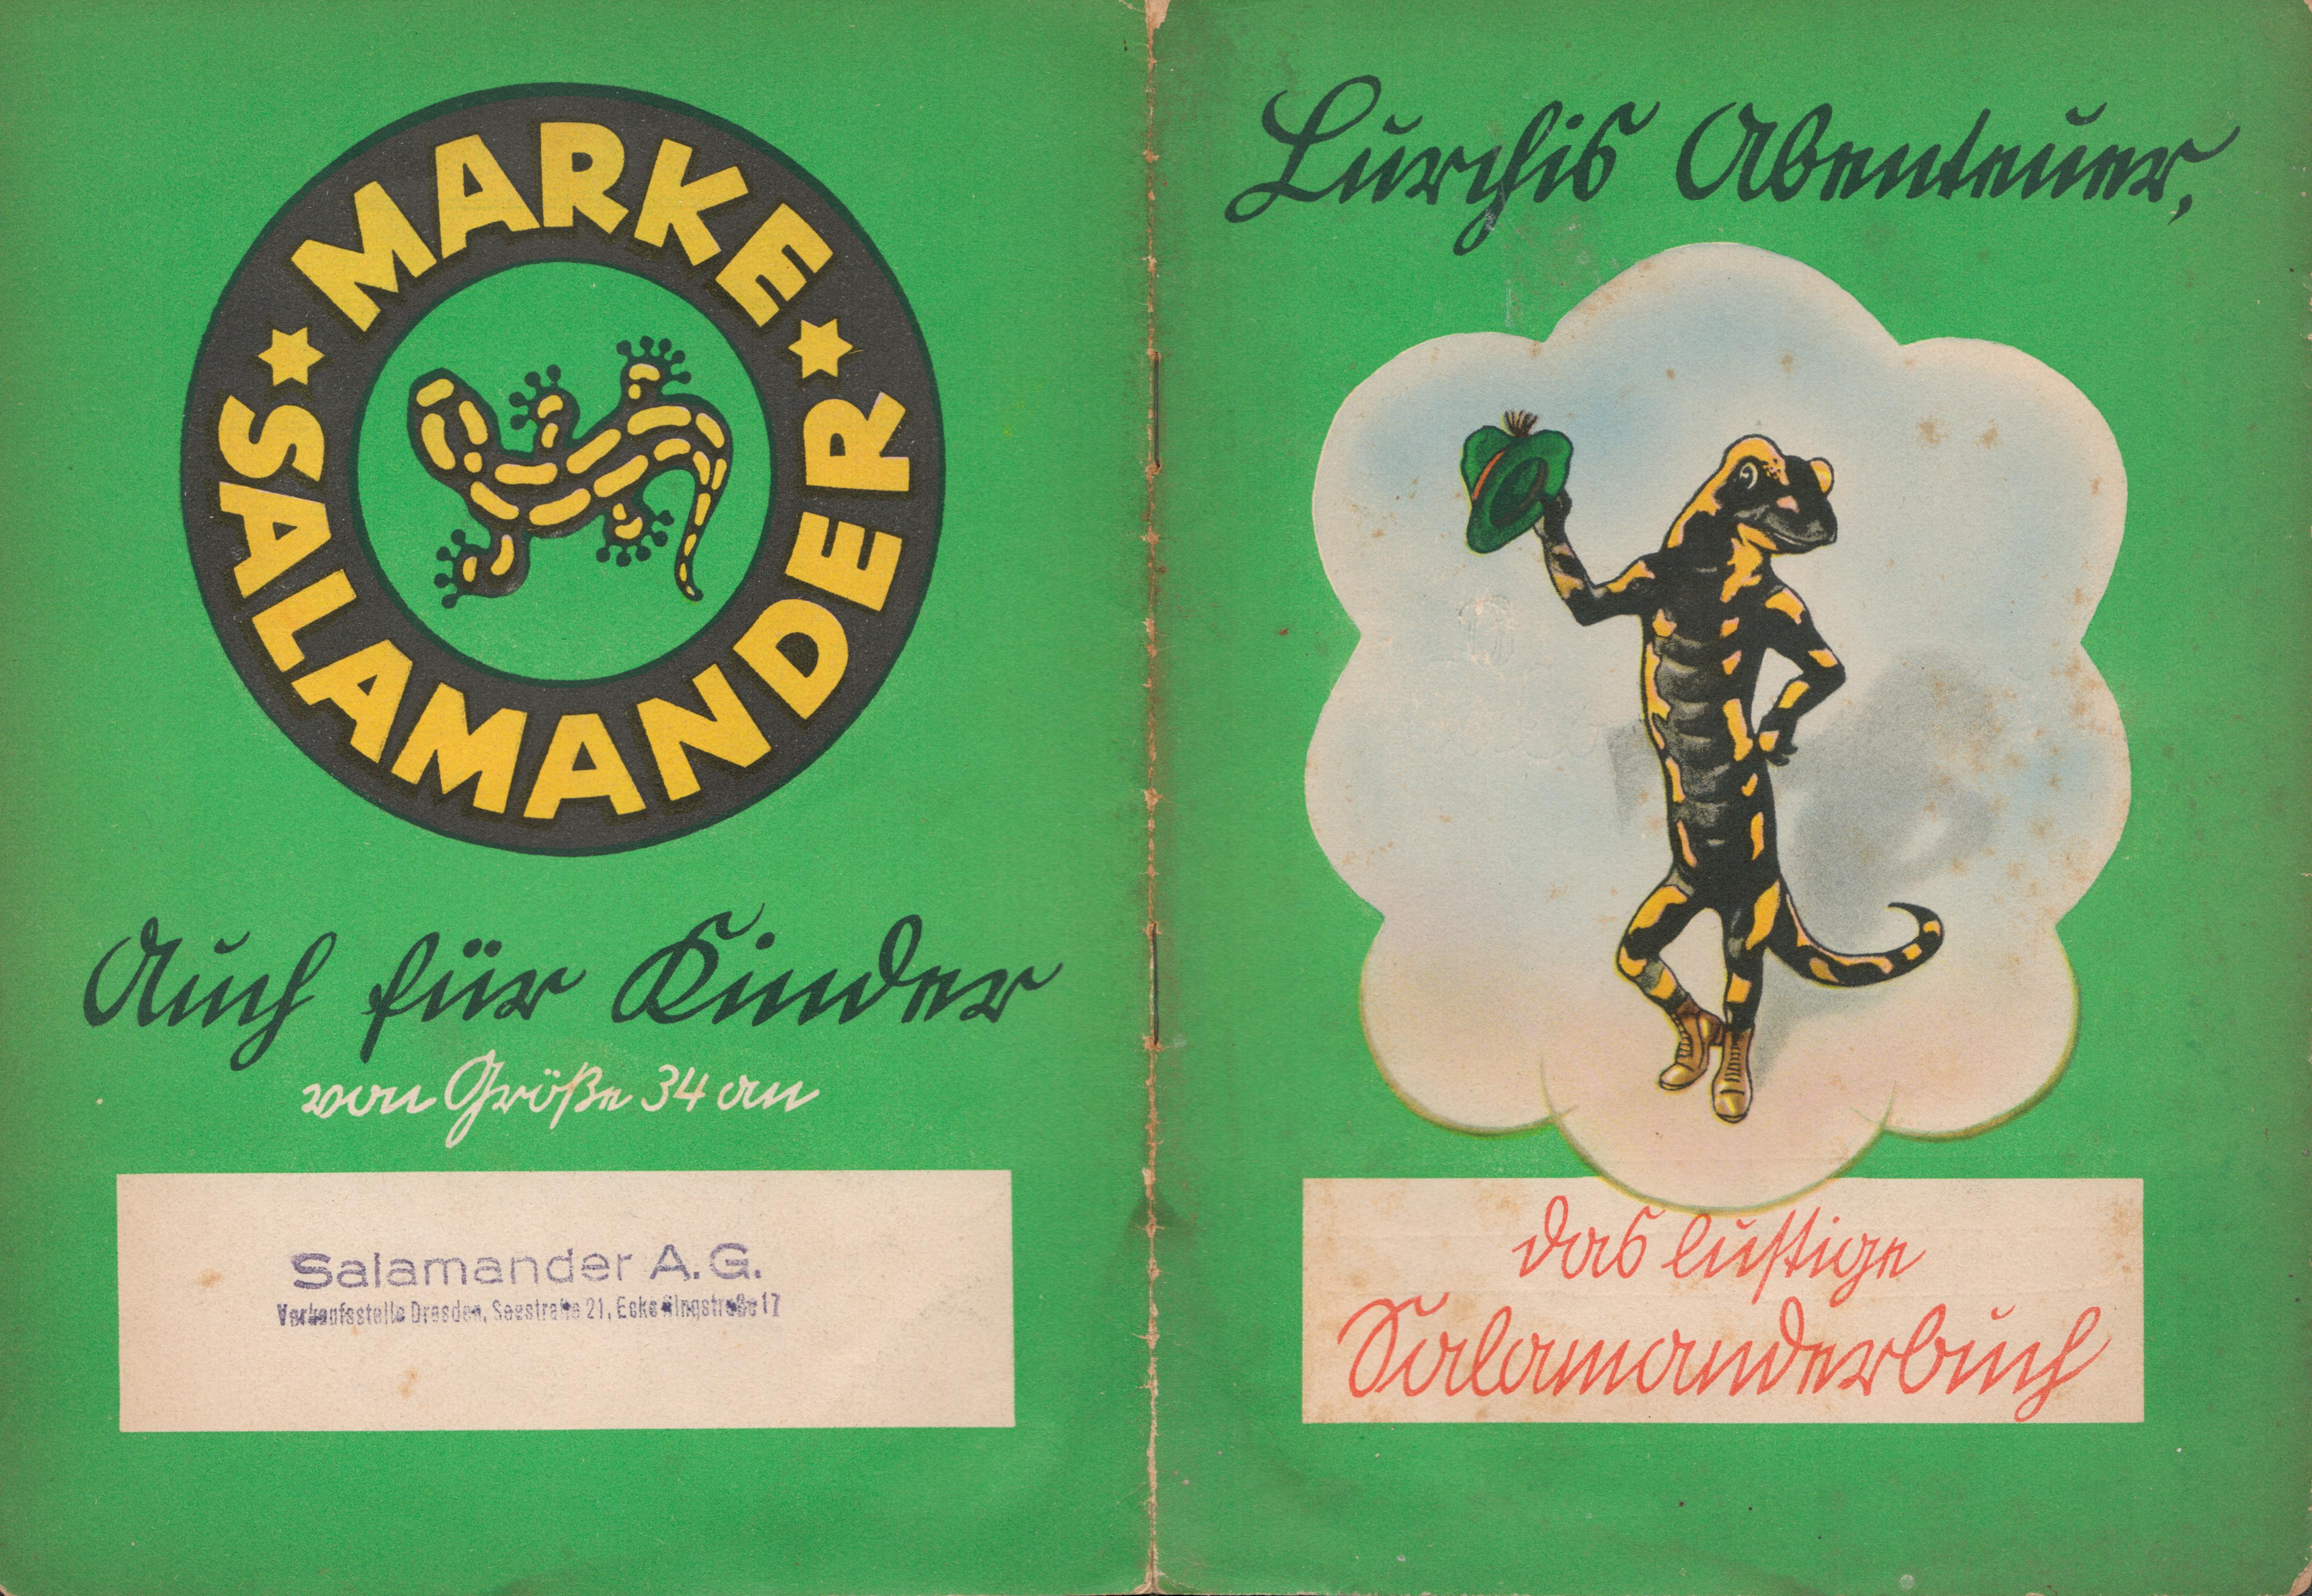 MARKE
SALAMANDER
Auch für Kinder
von Größe 34 an
Salamander A.G.
Verkaufsstelle Dresden, Seestraße 21, Ecke Ringstraße 17
Lurchis Abenteuer,
das lustige
Salamanderbuch